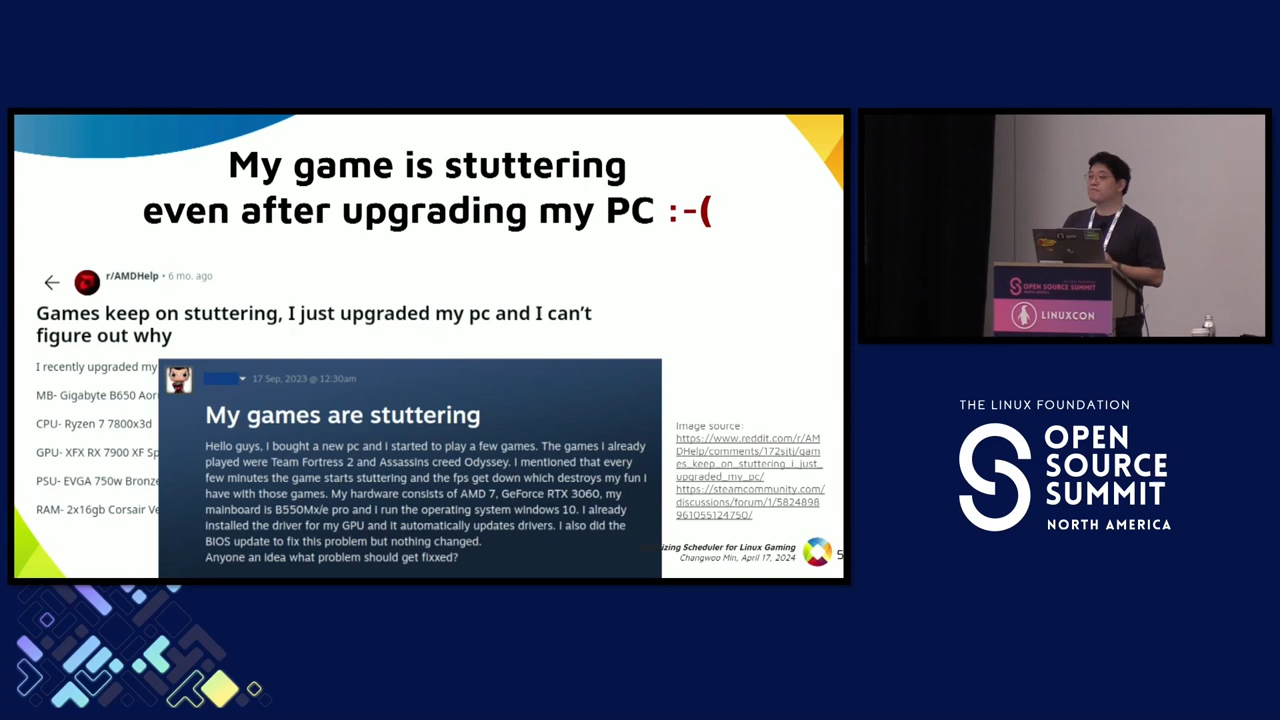 My game is stuttering
even after upgrading my PC :-(
r/AMDHelp • 6 mo. ago
Games keep on stuttering, I just upgraded my pc and I can't
figure out why
I recently upgraded my
MB- Gigabyte B650
CPU- Ryzen 7 7800x3d
GPU- XFX RX 7900 XF
PSU- EVGA 750w Bronze
RAM- 2x16gb Corsair
17 Sep, 2023 @ 12:30am
My games are stuttering
Hello guys, I bought a new pc and I started to play a few games. The games I already
played were Team Fortress 2 and Assassins creed Odyssey. I mentioned that every
few minutes the game starts stuttering and the fps get down which destroys my fun I
have with those games. My hardware consists of AMD 7, GeForce RTX 3060, my
mainboard is B550Mx/e pro and I run the operating system windows 10. I already
installed the driver for my GPU and it automatically updates drivers. I also did the
BIOS update to fix this problem but nothing changed.
Anyone an idea what problem should get fixxed?
Image source:
https://www.reddit.com/r/AM
DHelp/comments/172sjtj/gam
es_keep_on_stuttering_i_just_
upgraded_my_pc/
https://steamcommunity.com/
discussions/forum/1/5824898
961055124750/
Scheduler for Linux Gaming
Changwoo Min, April 17, 2024
5
OPEN SOURCE SUMMIT
LINUXCON
THE LINUX FOUNDATION
OPEN
SOURCE
SUMMIT
NORTH AMERICA